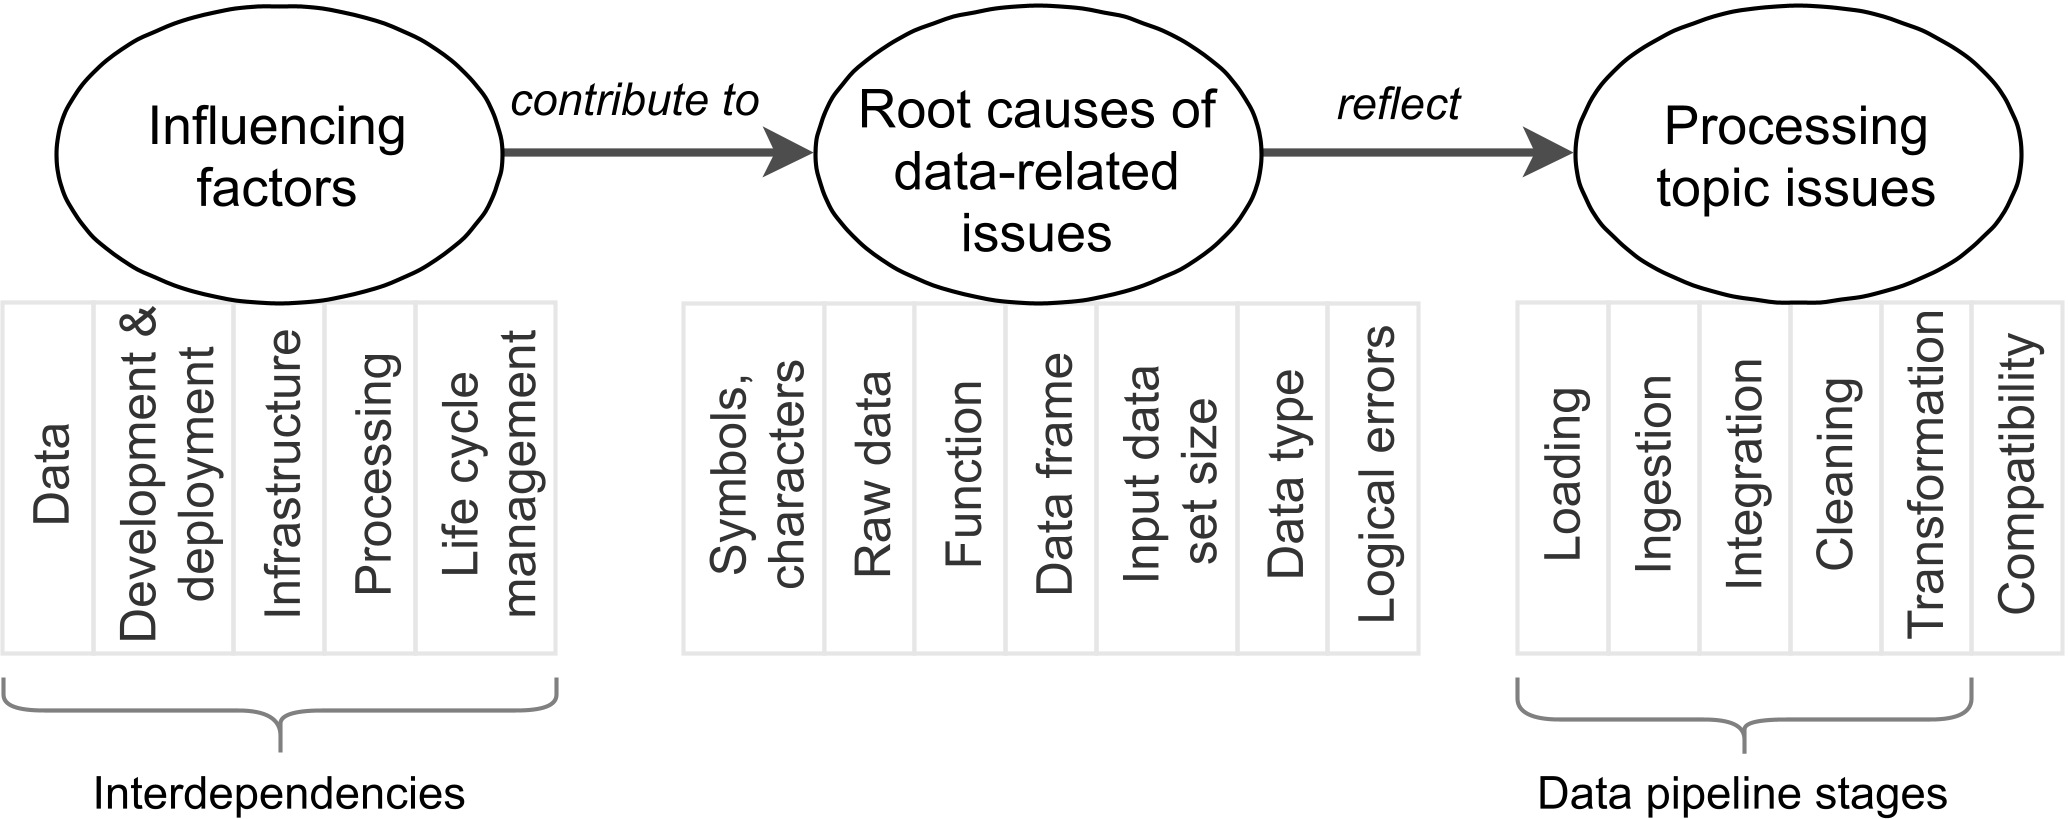 Influencing
factors
contribute to
Root causes of
data-related
issues
reflect
Processing
topic issues
Data
Development &
deployment
Infrastructure
Processing
Life cycle
management
Symbols,
characters
Raw data
Function
Data frame
Input data
set size
Data type
Logical errors
Loading
Ingestion
Integration
Cleaning
Transformation
Compatibility
Interdependencies
Data pipeline stages